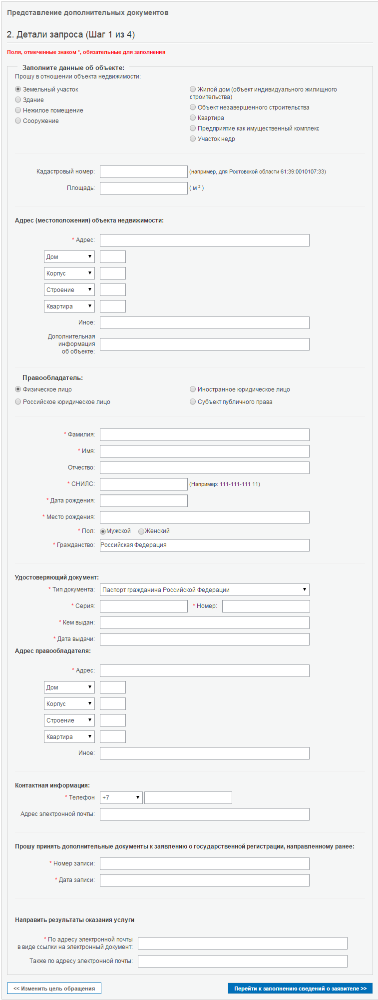 Представление дополнительных документов
2. Детали запроса (Шаг 1 из 4)
Поля, отмеченные знаком *, обязательные для заполнения
Заполните данные об объекте:
Прошу в отношении объекта недвижимости:
Земельный участок
Здание
Нежилое помещение
Сооружение
Жилой дом (объект индивидуального жилищного
строительства)
Объект незавершенного строительства
Квартира
Предприятие как имущественный комплекс
Участок недр
Кадастровый номер: (например, для Ростовской области 61:39:0010107:33)
Площадь: ( м ² )
Адрес (местоположения) объекта недвижимости:
* Адрес:
Дом
Корпус
Строение
Квартира
Иное:
Дополнительная
информация
об объекте:
Правообладатель:
Физическое лицо
Российское юридическое лицо
Иностранное юридическое лицо
Субъект публичного права
* Фамилия:
* Имя:
Отчество:
* СНИЛС: (Например: 111-111-111 11)
* Дата рождения:
* Место рождения:
* Пол: Мужской Женский
* Гражданство: Российская Федерация
Удостоверяющий документ:
* Тип документа: Паспорт гражданина Российской Федерации
* Серия: * Номер:
* Кем выдан:
* Дата выдачи:
Адрес правообладателя:
* Адрес:
Дом
Корпус
Строение
Квартира
Иное:
Контактная информация:
* Телефон +7
Адрес электронной почты:
Прошу принять дополнительные документы к заявлению о государственной регистрации, направленному ранее:
* Номер записи:
* Дата записи:
Направить результаты оказания услуги
* По адресу электронной почты
в виде ссылки на электронный документ:
Также по адресу электронной почты:
<< Изменить цель обращения
Перейти к заполнению сведений о заявителе >>